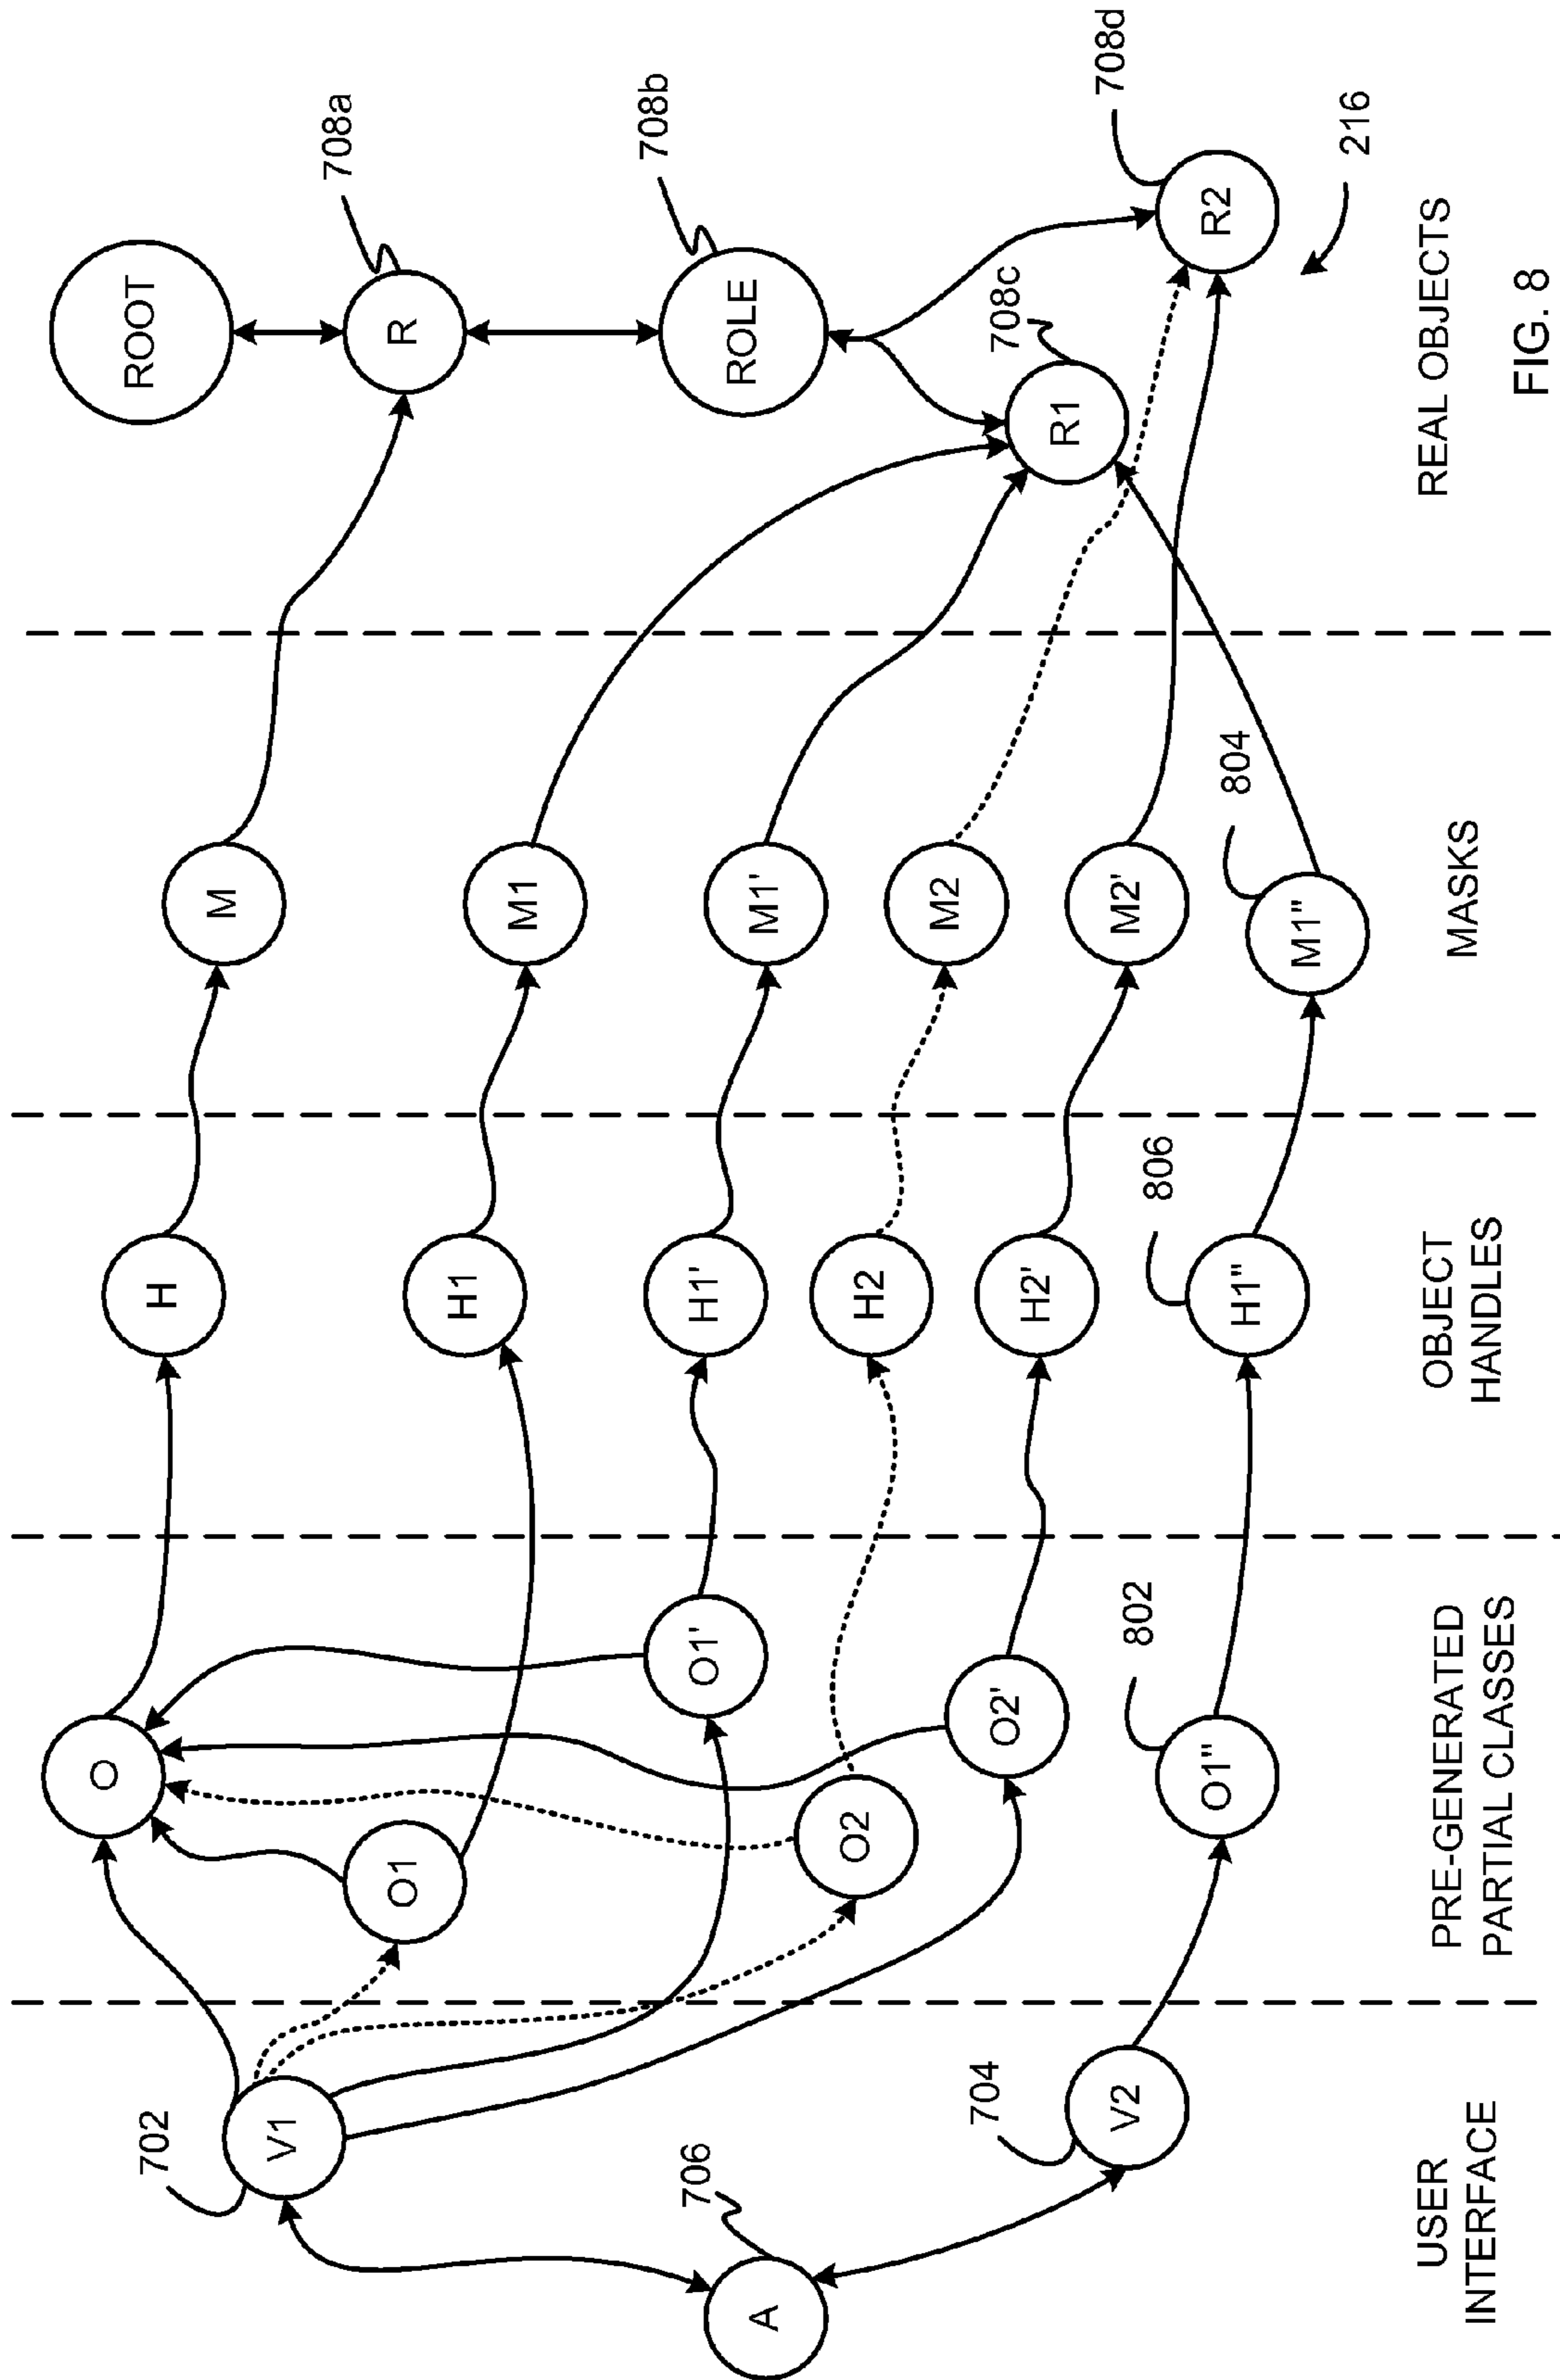 ROOT
708a
R
708b
ROLE
708c
R1
708d
R2
216
REAL OBJECTS
FIG. 8
M
M1
M1'
M2
M2'
804
M1"
MASKS
H
H1
H1'
H2
H2'
806
H1"
OBJECT
HANDLES
O
O1
O1'
O2
O2'
802
O1"
PRE-GENERATED
PARTIAL CLASSES
702
V1
706
A
704
V2
USER
INTERFACE